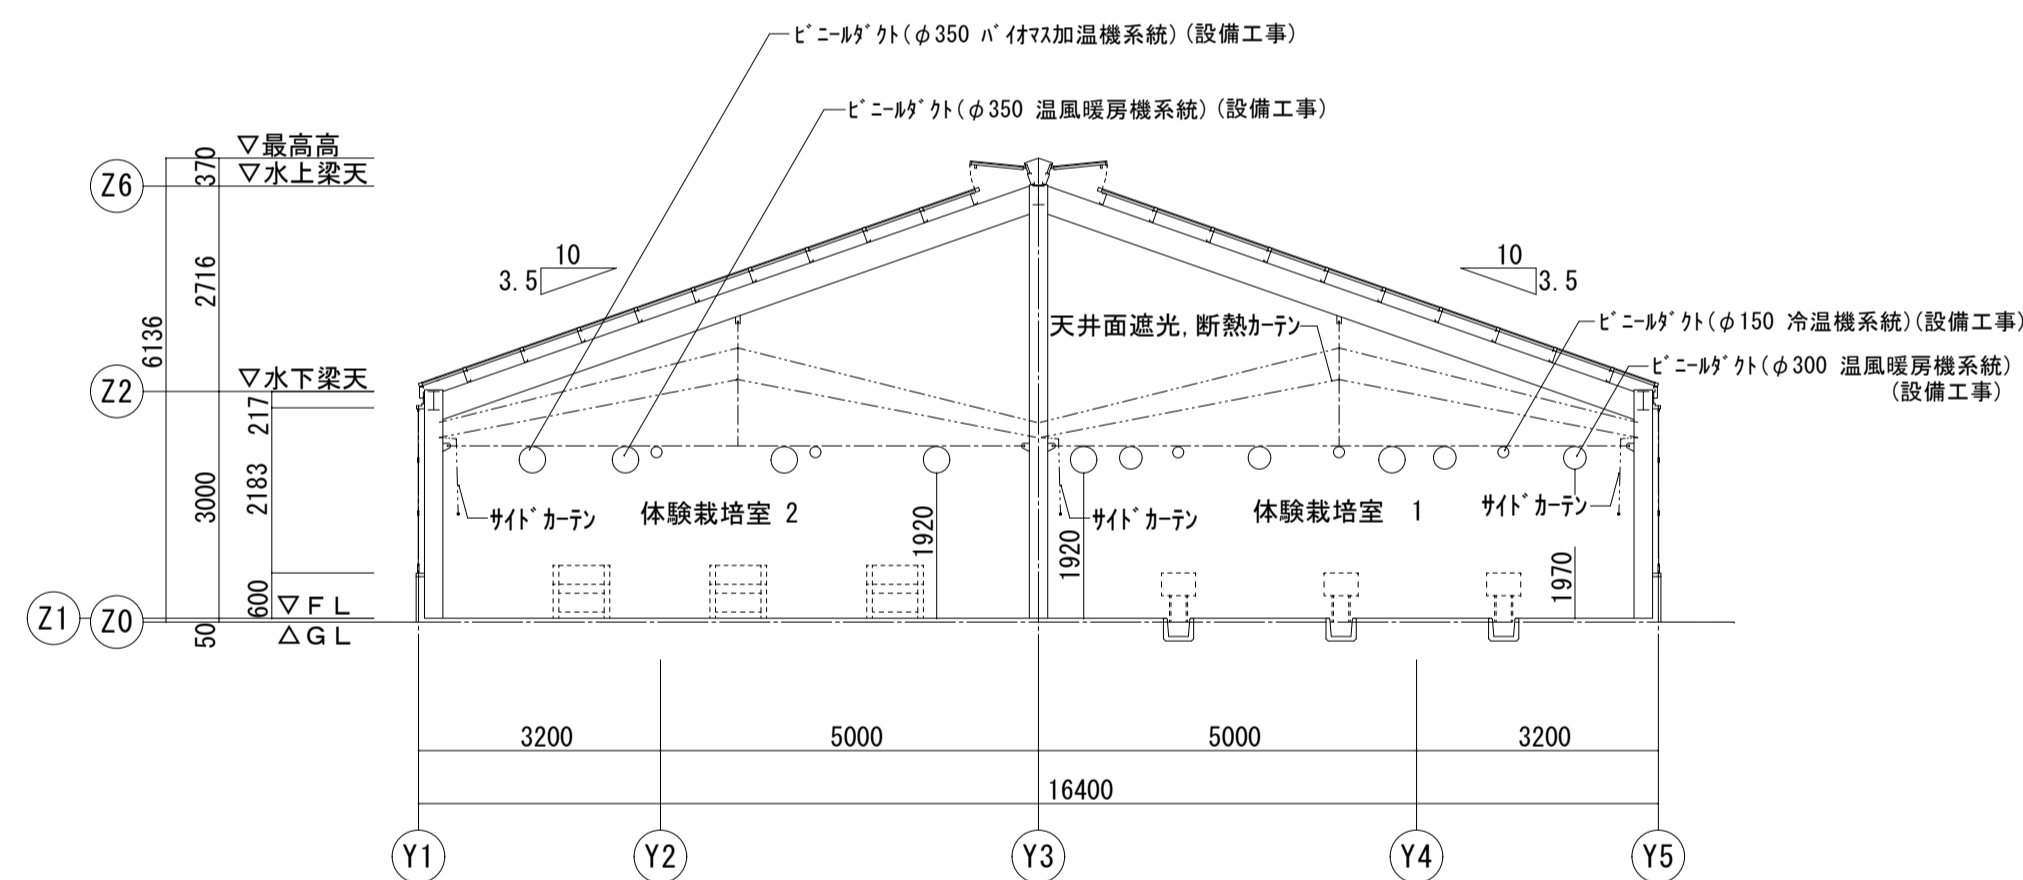 ﾋﾞﾆｰﾙﾀﾞｸﾄ(φ350 ﾊﾞｲｵﾏｽ加温機系統)(設備工事)
ﾋﾞﾆｰﾙﾀﾞｸﾄ(φ350 温風暖房機系統)(設備工事)
▽最高高
370
▽水上梁天
Z6
10
3.5
10
3.5
2716
6136
天井面遮光,断熱ｶｰﾃﾝ
ﾋﾞﾆｰﾙﾀﾞｸﾄ(φ150 冷温機系統)(設備工事)
ﾋﾞﾆｰﾙﾀﾞｸﾄ(φ300 温風暖房機系統)
(設備工事)
▽水下梁天
Z2
217
2183
3000
ｻｲﾄﾞｶｰﾃﾝ
体験栽培室 2
1920
1920
ｻｲﾄﾞｶｰﾃﾝ
体験栽培室 1
ｻｲﾄﾞｶｰﾃﾝ
1970
600
▽ＦＬ
Z1
Z0
50
△ＧＬ
3200
5000
5000
3200
16400
Y1
Y2
Y3
Y4
Y5